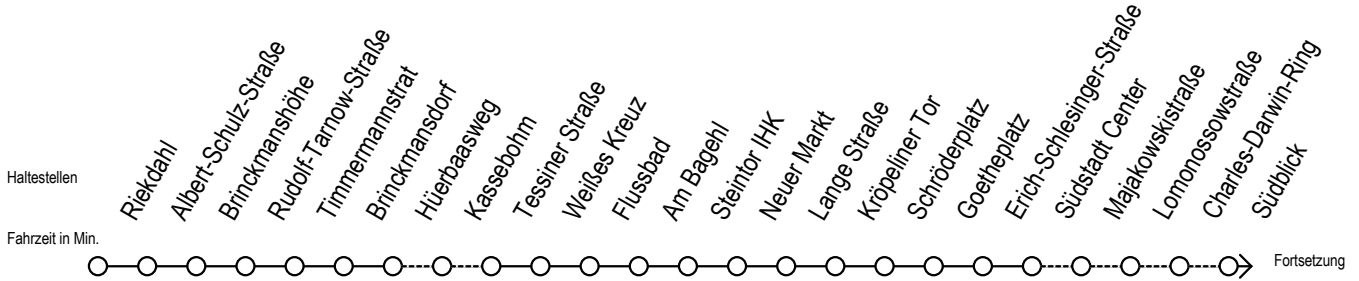 Haltestellen
Riekdahl
Albert-Schulz-Straße
Brinckmanshöhe
Rudolf-Tarnow-Straße
Timmermannstrat
Brinckmansdorf
Hüerbaasweg
Kassebohm
Tessiner Straße
Weißes Kreuz
Flussbad
Am Bagehl
Steintor IHK
Neuer Markt
Lange Straße
Kröpeliner Tor
Schröderplatz
Goetheplatz
Erich-Schlesinger-Straße
Südstadt Center
Majakowskistraße
Lomonossowstraße
Charles-Darwin-Ring
Südblick
Fahrzeit in Min.
Fortsetzung